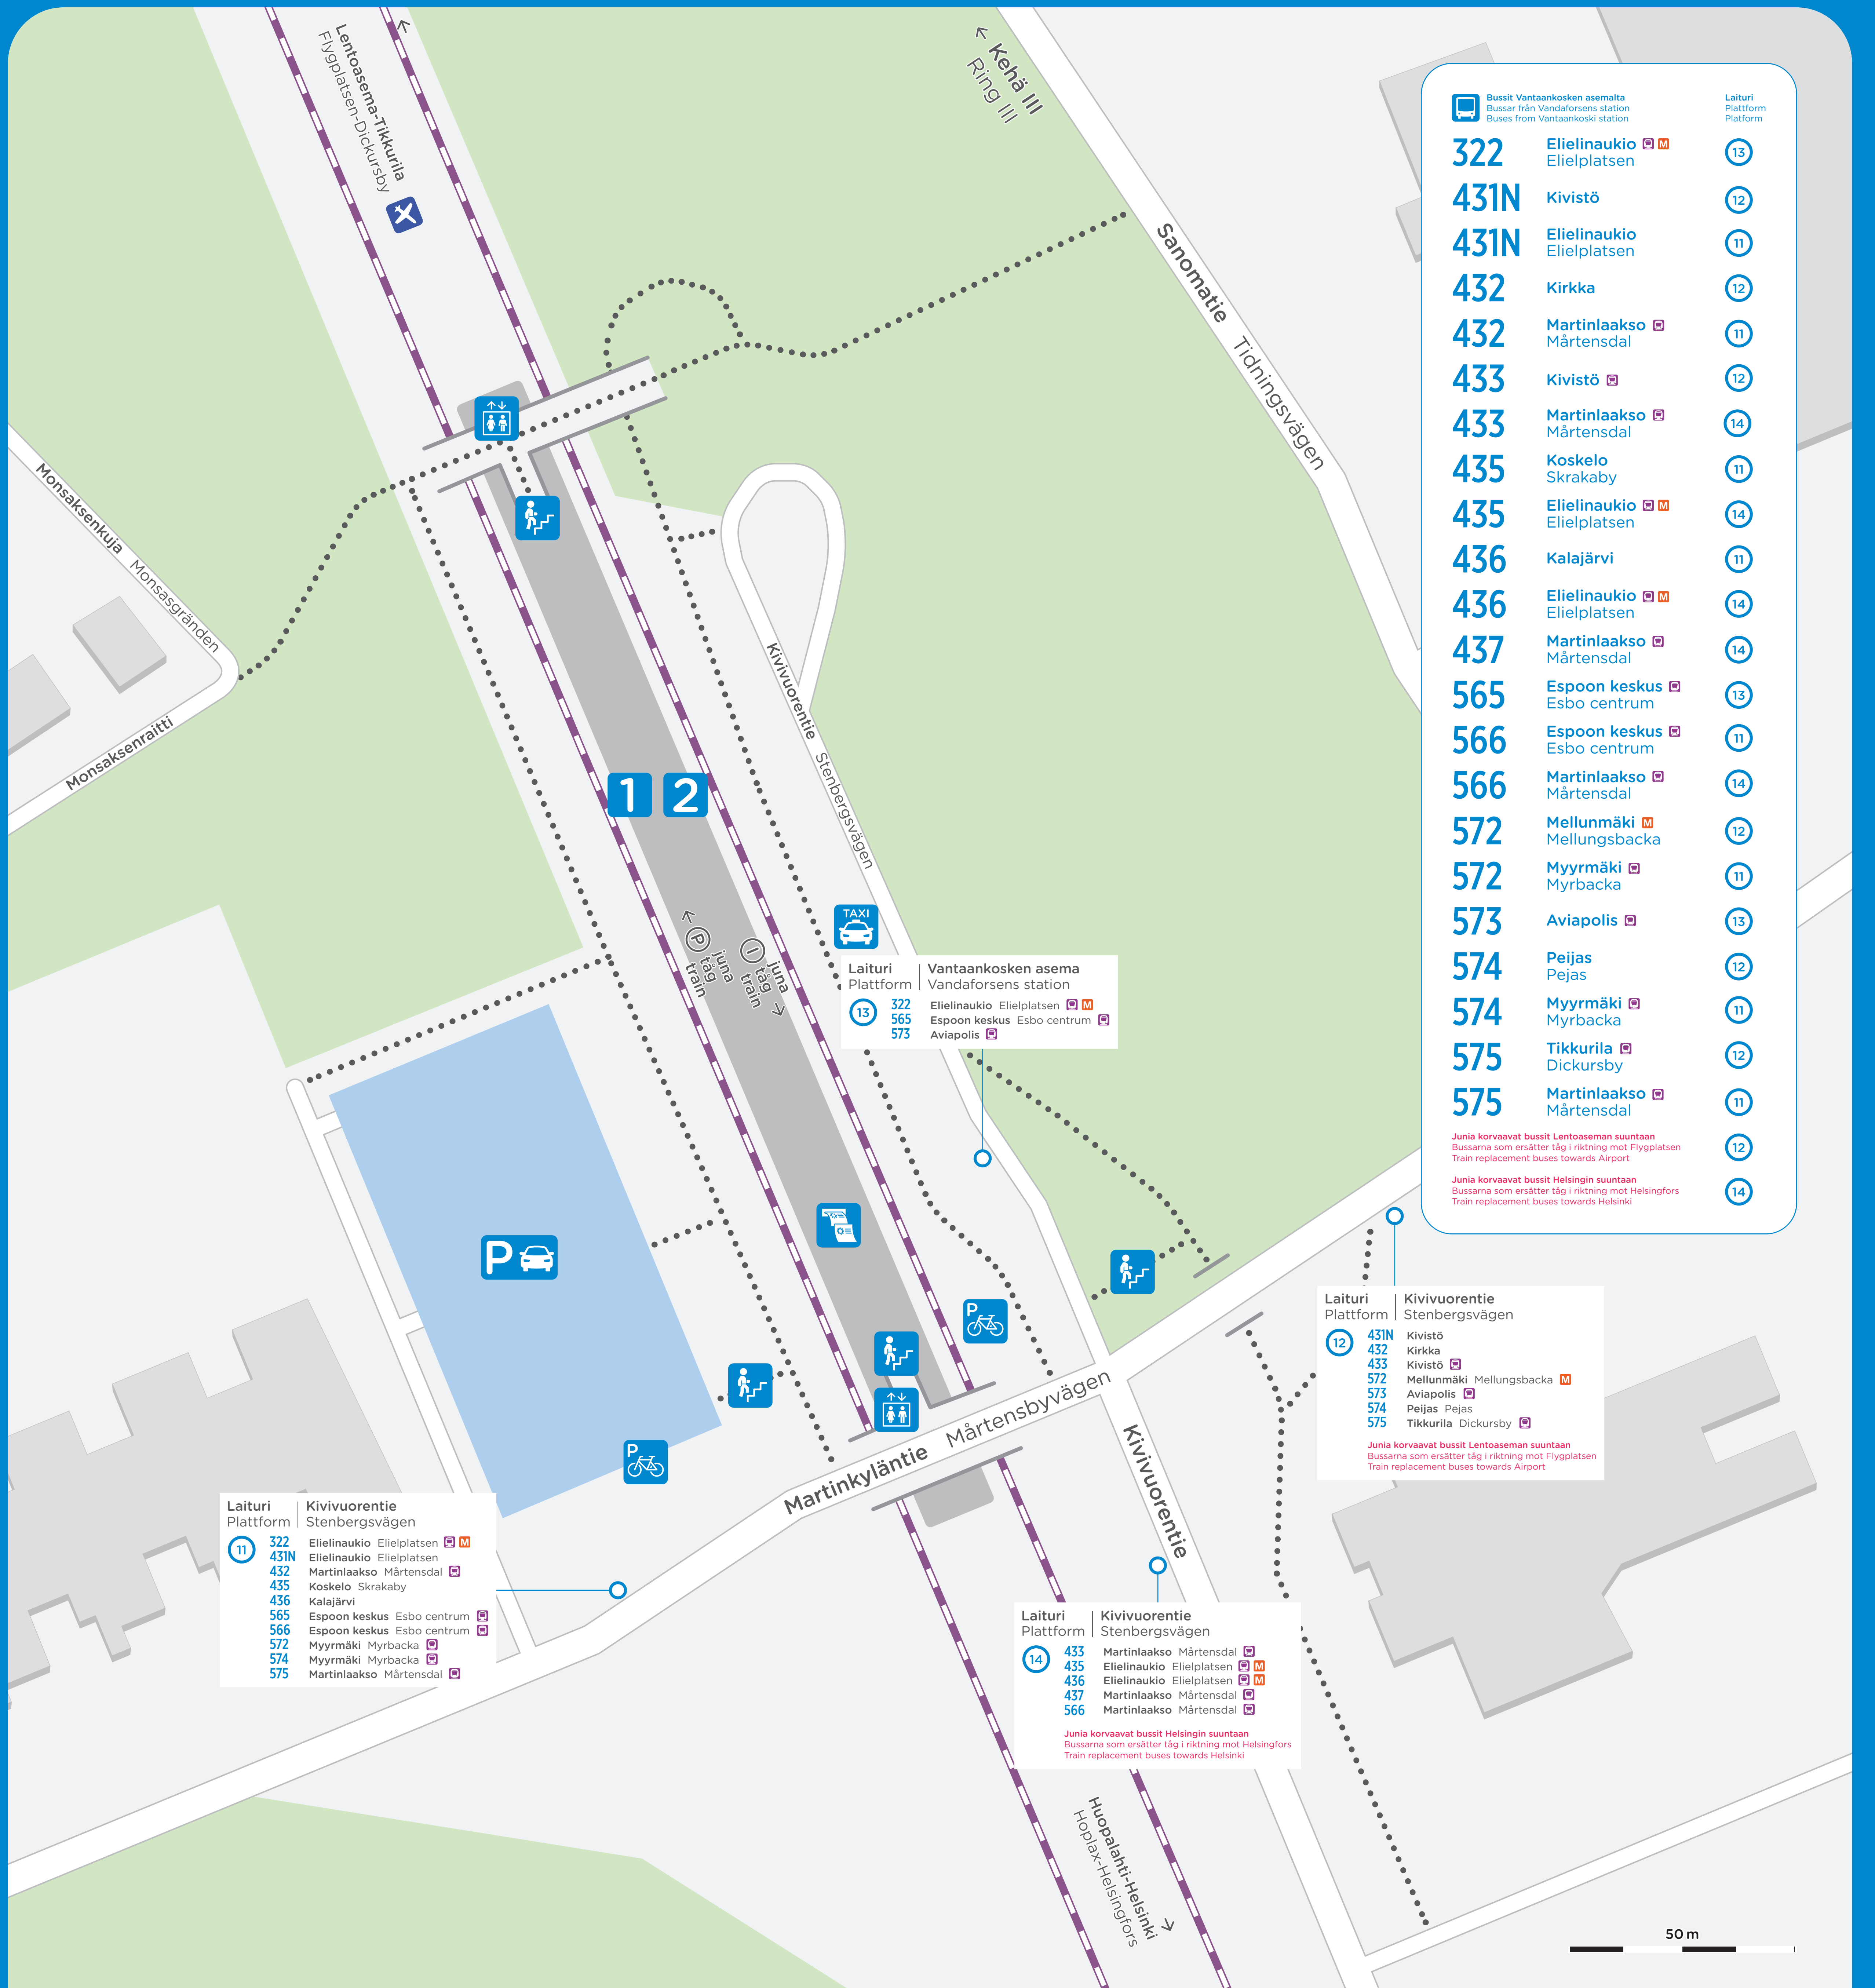 Lentoasema-Tikkurila
Flygplatsen-Dickursby
↑
← Kehä III
Ring III
Sanomatie Tidningsvägen
Monsaksenkuja Monsasgränden
Monsaksenraitti
Kivivuorentie Stenbergsvägen
1 2
← P juna
tåg
train
I juna →
tåg
train
TAXI
Laituri Vantaankosken asema
Plattform Vandaforsens station
13 322 Elielinaukio Elielplatsen M
565 Espoon keskus Esbo centrum
573 Aviapolis
P
P
P
Martinkyläntie Mårtensbyvägen
Kivivuorentie
Laituri Kivivuorentie
Plattform Stenbergsvägen
12 431N Kivistö
432 Kirkka
433 Kivistö
572 Mellunmäki Mellungsbacka M
573 Aviapolis
574 Peijas Pejas
575 Tikkurila Dickursby
Junia korvaavat bussit Lentoaseman suuntaan
Bussarna som ersätter tåg i riktning mot Flygplatsen
Train replacement buses towards Airport
Laituri Kivivuorentie
Plattform Stenbergsvägen
11 322 Elielinaukio Elielplatsen M
431N Elielinaukio Elielplatsen
432 Martinlaakso Mårtensdal
435 Koskelo Skrakaby
436 Kalajärvi
565 Espoon keskus Esbo centrum
566 Espoon keskus Esbo centrum
572 Myyrmäki Myrbacka
574 Myyrmäki Myrbacka
575 Martinlaakso Mårtensdal
Laituri Kivivuorentie
Plattform Stenbergsvägen
14 433 Martinlaakso Mårtensdal
435 Elielinaukio Elielplatsen M
436 Elielinaukio Elielplatsen M
437 Martinlaakso Mårtensdal
566 Martinlaakso Mårtensdal
Junia korvaavat bussit Helsingin suuntaan
Bussarna som ersätter tåg i riktning mot Helsingfors
Train replacement buses towards Helsinki
Huopalahti-Helsinki →
Hoplax-Helsingfors
50 m
Bussit Vantaankosken asemalta Laituri
Bussar från Vandaforsens station Plattform
Buses from Vantaankoski station Platform
322 Elielinaukio M 13
Elielplatsen
431N Kivistö 12
431N Elielinaukio 11
Elielplatsen
432 Kirkka 12
432 Martinlaakso 11
Mårtensdal
433 Kivistö 12
433 Martinlaakso 14
Mårtensdal
435 Koskelo 11
Skrakaby
435 Elielinaukio M 14
Elielplatsen
436 Kalajärvi 11
436 Elielinaukio M 14
Elielplatsen
437 Martinlaakso 14
Mårtensdal
565 Espoon keskus 13
Esbo centrum
566 Espoon keskus 11
Esbo centrum
566 Martinlaakso 14
Mårtensdal
572 Mellunmäki M 12
Mellungsbacka
572 Myyrmäki 11
Myrbacka
573 Aviapolis 13
574 Peijas 12
Pejas
574 Myyrmäki 11
Myrbacka
575 Tikkurila 12
Dickursby
575 Martinlaakso 11
Mårtensdal
Junia korvaavat bussit Lentoaseman suuntaan
Bussarna som ersätter tåg i riktning mot Flygplatsen 12
Train replacement buses towards Airport
Junia korvaavat bussit Helsingin suuntaan
Bussarna som ersätter tåg i riktning mot Helsingfors 14
Train replacement buses towards Helsinki